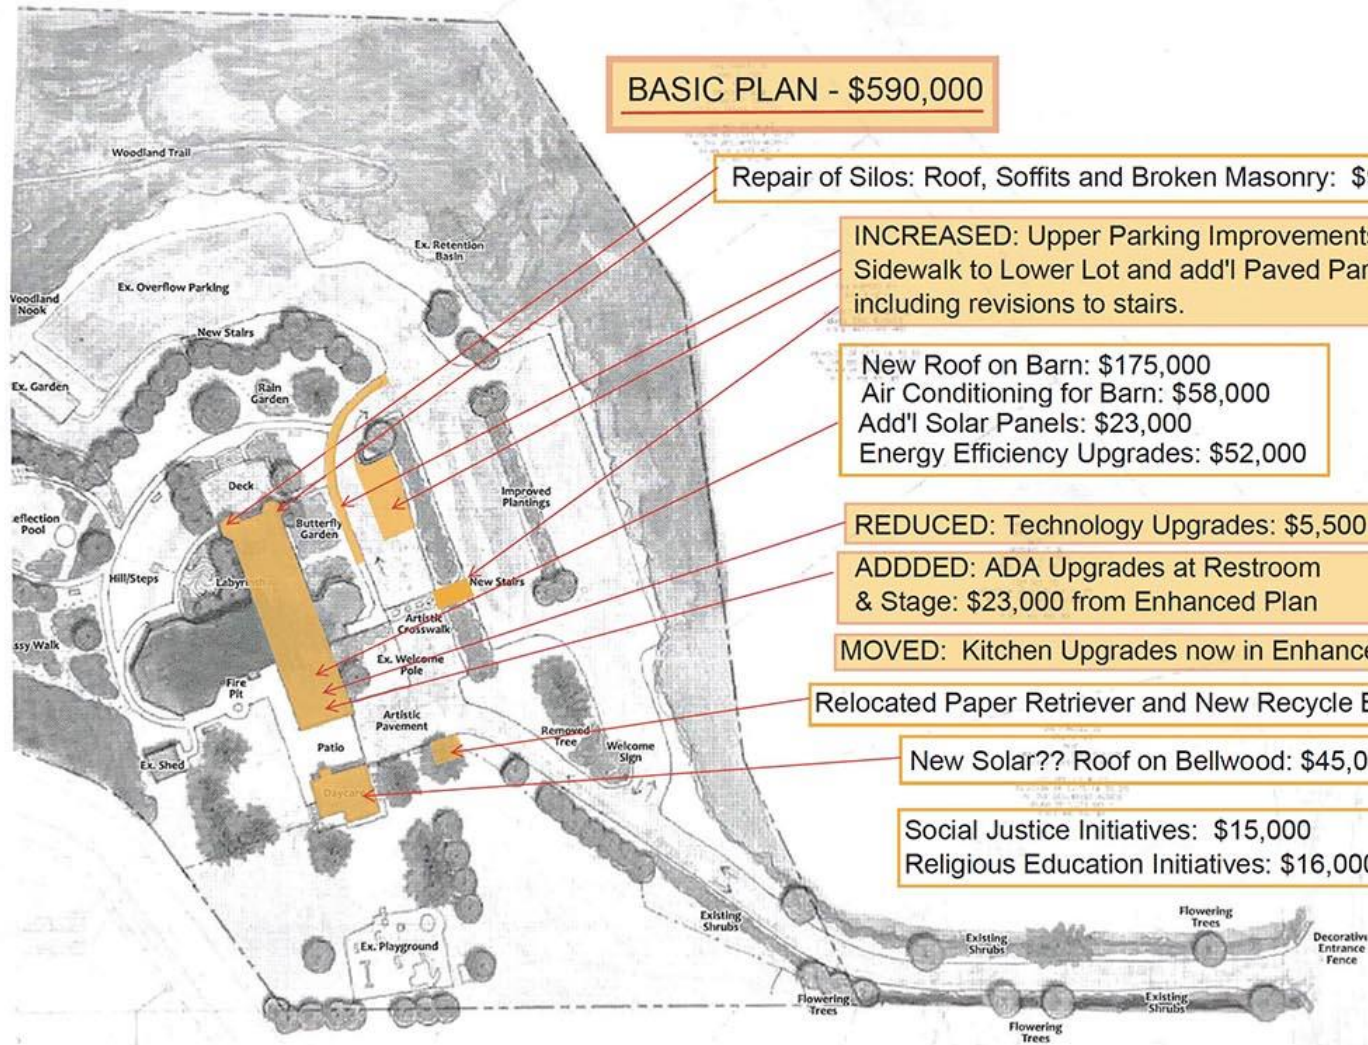 BASIC PLAN - $590,000
Woodland Trail
Repair of Silos: Roof, Soffits and Broken Masonry:
Ex. Retention
Basin
INCREASED: Upper Parking Improvements
Sidewalk to Lower Lot and add'l Paved
including revisions to stairs.
Ex. Overflow Parking
Woodland
Nook
New Stairs
Ex. Garden
Rain
Garden
New Roof on Barn: $175,000
Air Conditioning for Barn: $58,000
Add'l Solar Panels: $23,000
Energy Efficiency Upgrades: $52,000
Deck
Improved
Plantings
Butterfly
Garden
Pool
REDUCED: Technology Upgrades: $5,500
Hill/Steps
Labyrinth
New Stairs
ADDDED: ADA Upgrades at Restroom
& Stage: $23,000 from Enhanced Plan
Artistic
Crosswalk
Walk
Ex. Welcome
Pole
MOVED: Kitchen Upgrades now in
Fire
Pit
Relocated Paper Retriever and New Recycle
Artistic
Pavement
Removed
Tree
Patio
Welcome
Sign
Ex. Shed
New Solar?? Roof on Bellwood:
Daycare
Social Justice Initiatives: $15,000
Religious Education Initiatives: $16,000
Existing
Shrubs
Flowering
Trees
Ex. Playground
Existing
Shrubs
Decorative
Entrance
Fence
Flowering
Trees
Existing
Shrubs
Flowering
Trees